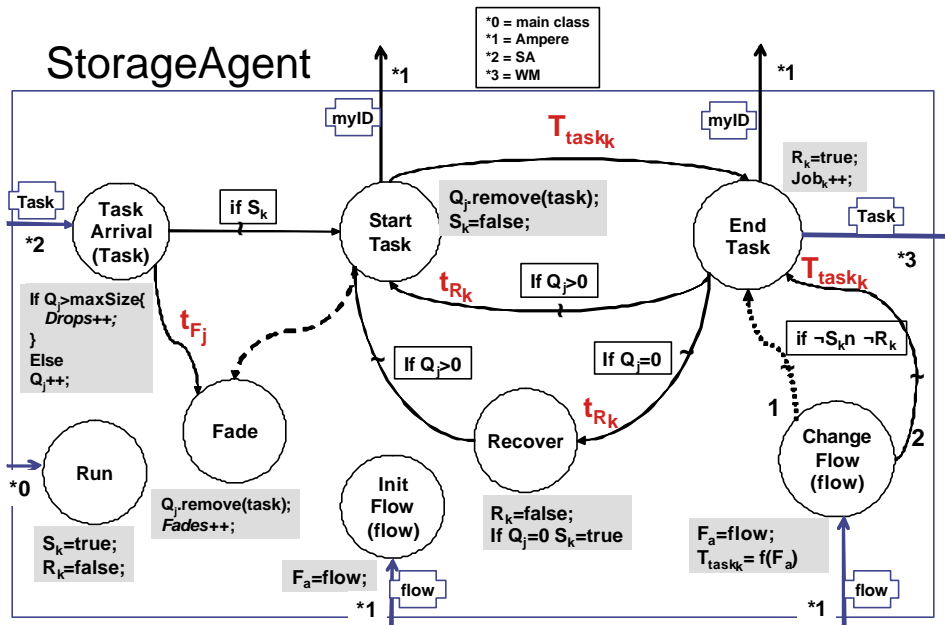 StorageAgent
*0 = main class
*1 = Ampere
*2 = SA
*3 = WM
*1
*1
myID
myID
T_task_k
R_k=true;
Job_k++;
Task
*2
Task
Arrival
(Task)
if S_k
Start
Task
Q_j.remove(task);
S_k=false;
End
Task
Task
*3
If Q_j>maxSize{
Drops++;
}
Else
Q_j++;
t_F_j
t_R_k
If Q_j>0
T_task_k
If Q_j>0
If Q_j=0
if ¬S_k n ¬R_k
t_R_k
1
2
Fade
Recover
Change
Flow
(flow)
*0
Run
Init
Flow
(flow)
Q_j.remove(task);
Fades++;
S_k=true;
R_k=false;
R_k=false;
If Q_j=0 S_k=true
F_a=flow;
T_task_k= f(F_a)
F_a=flow;
flow
*1
flow
*1